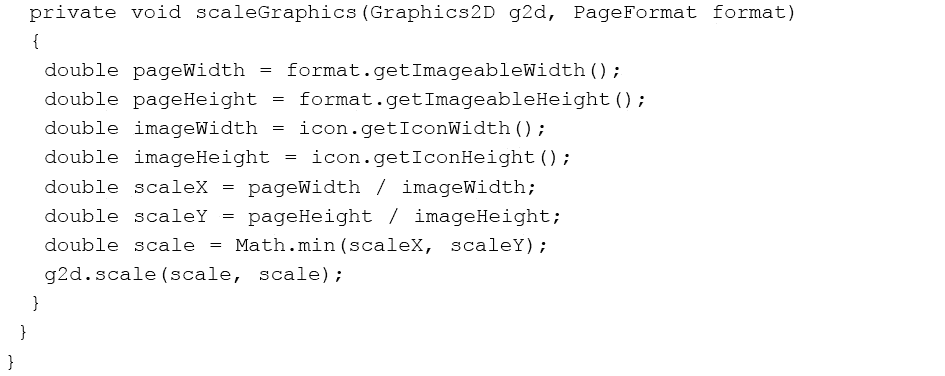 private void scaleGraphics(Graphics2D g2d, PageFormat format)
{
double pageWidth = format.getImageableWidth();
double pageHeight = format.getImageableHeight();
double imageWidth = icon.getIconWidth();
double imageHeight = icon.getIconHeight();
double scaleX = pageWidth / imageWidth;
double scaleY = pageHeight / imageHeight;
double scale = Math.min(scaleX, scaleY);
g2d.scale(scale, scale);
}
}
}